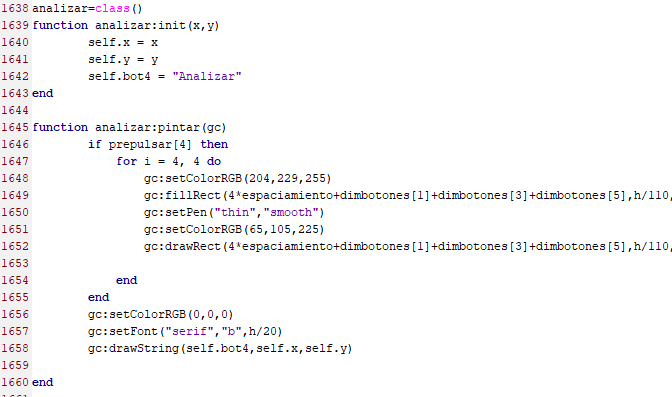 1638 analizar=class()
1639 function analizar:init(x,y)
1640 self.x = x
1641 self.y = y
1642 self.bot4 = "Analizar"
1643 end
1644
1645 function analizar:pintar(gc)
1646 if prepulsar[4] then
1647 for i = 4, 4 do
1648 gc:setColorRGB(204,229,255)
1649 gc:fillRect(4*espaciamiento+dimbotones[1]+dimbotones[3]+dimbotones[5],h/110,
1650 gc:setPen("thin","smooth")
1651 gc:setColorRGB(65,105,225)
1652 gc:drawRect(4*espaciamiento+dimbotones[1]+dimbotones[3]+dimbotones[5],h/110,
1653
1654 end
1655 end
1656 gc:setColorRGB(0,0,0)
1657 gc:setFont("serif","b",h/20)
1658 gc:drawString(self.bot4,self.x,self.y)
1659
1660 end